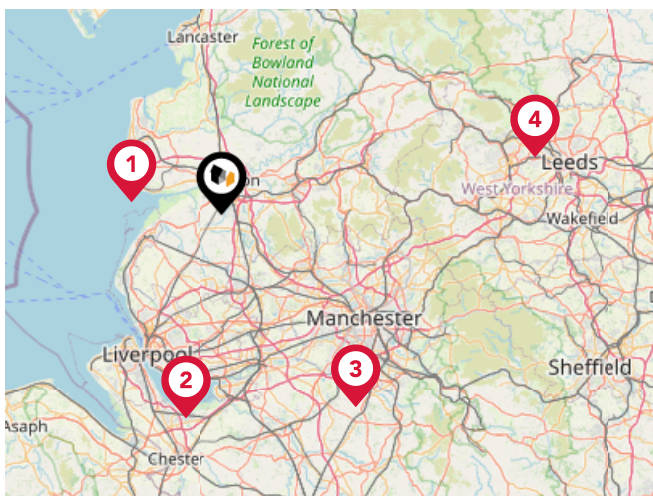 Lancaster
Forest of
Bowland
National
Landscape
4
1
Leeds
on
West Yorkshire
Wakefield
Manchester
Liverpool
3
Sheffield
2
Asaph
Chester